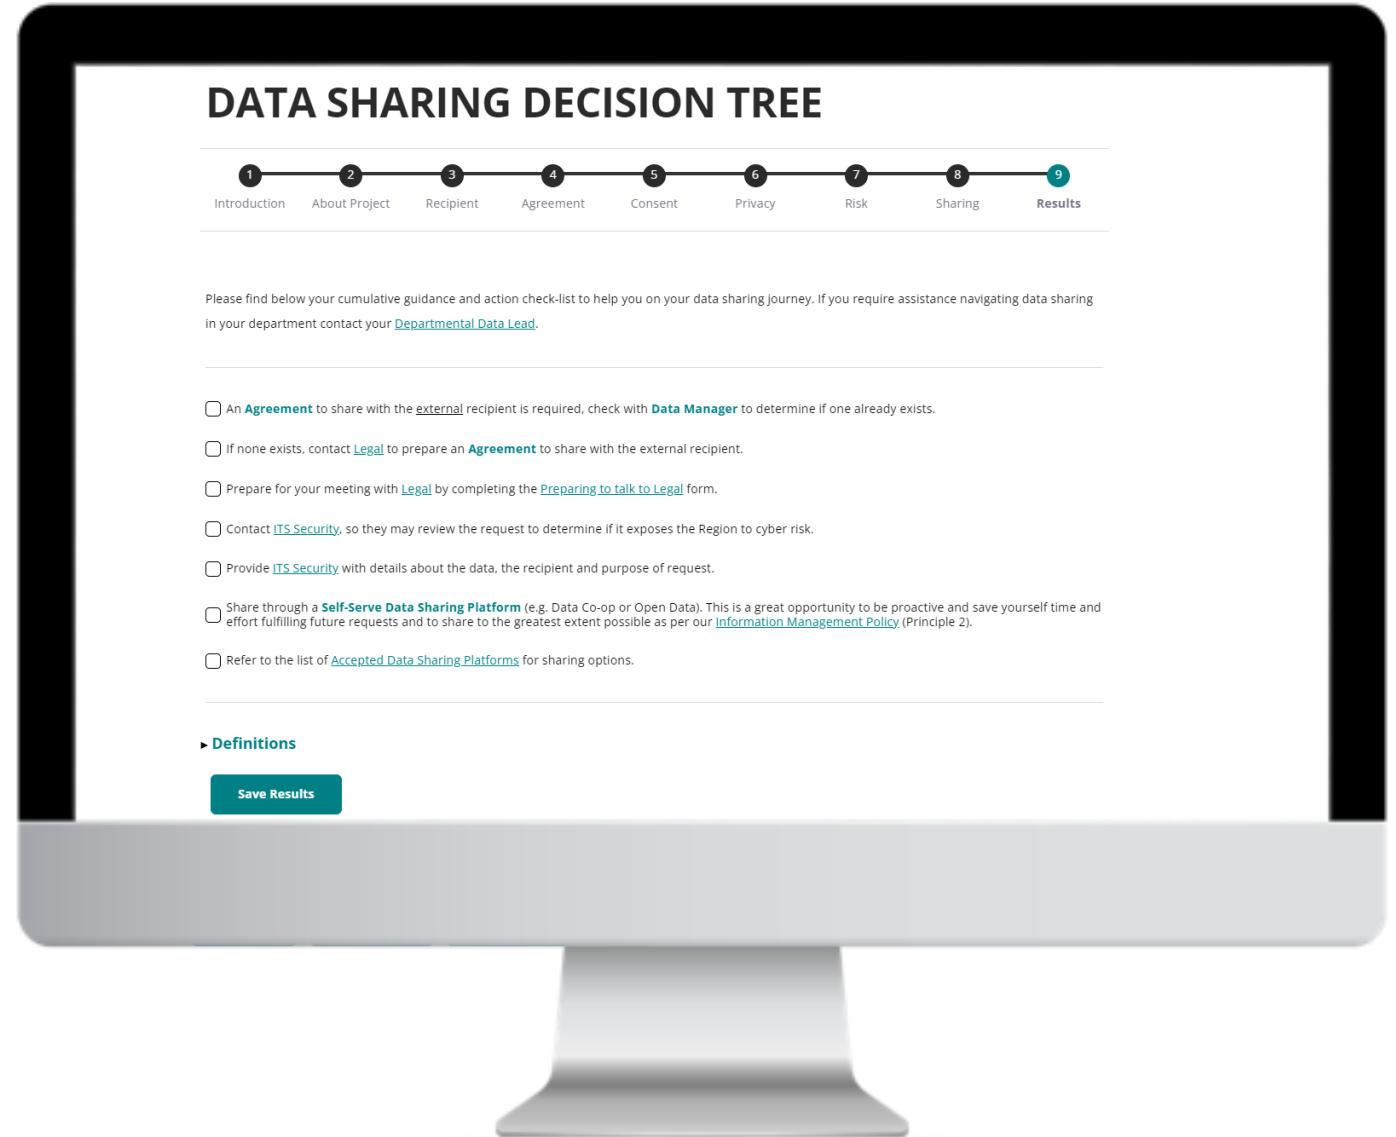 DATA SHARING DECISION TREE
1 2 3 4 5 6 7 8 9
Introduction About Project Recipient Agreement Consent Privacy Risk Sharing Results
Please find below your cumulative guidance and action check-list to help you on your data sharing journey. If you require assistance navigating data sharing
in your department contact your Departmental Data Lead.
An Agreement to share with the external recipient is required, check with Data Manager to determine if one already exists.
If none exists, contact Legal to prepare an Agreement to share with the external recipient.
Prepare for your meeting with Legal by completing the Preparing to talk to Legal form.
Contact ITS Security, so they may review the request to determine if it exposes the Region to cyber risk.
Provide ITS Security with details about the data, the recipient and purpose of request.
Share through a Self-Serve Data Sharing Platform (e.g. Data Co-op or Open Data). This is a great opportunity to be proactive and save yourself time and
effort fulfilling future requests and to share to the greatest extent possible as per our Information Management Policy (Principle 2).
Refer to the list of Accepted Data Sharing Platforms for sharing options.
Definitions
Save Results